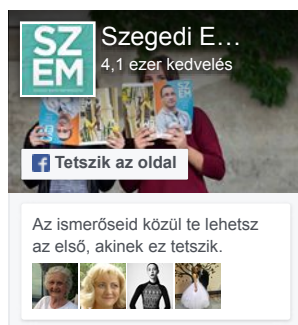 SZ
EM
Szegedi E…
4,1 ezer kedvelés
Tetszik az oldal
Az ismerőseid közül te lehetsz
az első, akinek ez tetszik.